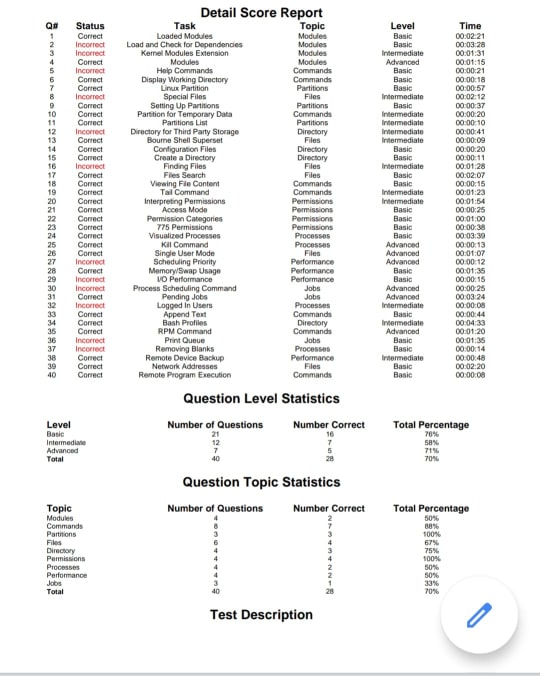 Detail Score Report
Q# Status Task Topic Level Time
1 Correct Loaded Modules Modules Basic 00:02:21
2 Incorrect Load and Check for Dependencies Modules Basic 00:03:28
3 Incorrect Kernel Modules Extension Modules Intermediate 00:01:31
4 Correct Modules Modules Advanced 00:01:15
5 Incorrect Help Commands Commands Basic 00:00:21
6 Correct Display Working Directory Commands Basic 00:00:18
7 Correct Linux Partition Partitions Basic 00:00:57
8 Incorrect Special Files Files Intermediate 00:02:12
9 Correct Setting Up Partitions Partitions Basic 00:00:37
10 Correct Partition for Temporary Data Commands Intermediate 00:00:20
11 Correct Partitions List Partitions Intermediate 00:00:10
12 Incorrect Directory for Third Party Storage Directory Intermediate 00:00:41
13 Correct Bourne Shell Superset Files Intermediate 00:00:09
14 Correct Configuration Files Directory Basic 00:00:20
15 Correct Create a Directory Directory Basic 00:00:11
16 Incorrect Finding Files Files Intermediate 00:01:28
17 Correct Files Search Files Basic 00:02:07
18 Correct Viewing File Content Commands Basic 00:00:15
19 Correct Tail Command Commands Intermediate 00:01:23
20 Correct Interpreting Permissions Permissions Intermediate 00:01:54
21 Correct Access Mode Permissions Basic 00:00:25
22 Correct Permission Categories Permissions Basic 00:01:00
23 Correct 775 Permissions Permissions Basic 00:00:38
24 Correct Visualized Processes Processes Basic 00:03:39
25 Correct Kill Command Processes Advanced 00:00:13
26 Correct Single User Mode Files Advanced 00:01:07
27 Incorrect Scheduling Priority Performance Advanced 00:00:12
28 Correct Memory/Swap Usage Performance Basic 00:01:35
29 Incorrect I/O Performance Performance Basic 00:00:15
30 Incorrect Process Scheduling Command Jobs Advanced 00:00:25
31 Correct Pending Jobs Jobs Advanced 00:03:24
32 Incorrect Logged In Users Processes Intermediate 00:00:08
33 Correct Append Text Commands Basic 00:00:44
34 Correct Bash Profiles Directory Intermediate 00:04:33
35 Correct RPM Command Commands Advanced 00:01:20
36 Incorrect Print Queue Jobs Basic 00:01:35
37 Incorrect Removing Blanks Processes Basic 00:00:14
38 Correct Remote Device Backup Performance Intermediate 00:00:48
39 Correct Network Addresses Files Basic 00:02:20
40 Correct Remote Program Execution Commands Basic 00:00:08
Question Level Statistics
Level Number of Questions Number Correct Total Percentage
Basic 21 16 76%
Intermediate 12 7 58%
Advanced 7 5 71%
Total 40 28 70%
Question Topic Statistics
Topic Number of Questions Number Correct Total Percentage
Modules 4 2 50%
Commands 8 7 88%
Partitions 3 3 100%
Files 6 4 67%
Directory 4 3 75%
Permissions 4 4 100%
Processes 4 2 50%
Performance 4 2 50%
Jobs 3 1 33%
Total 40 28 70%
Test Description